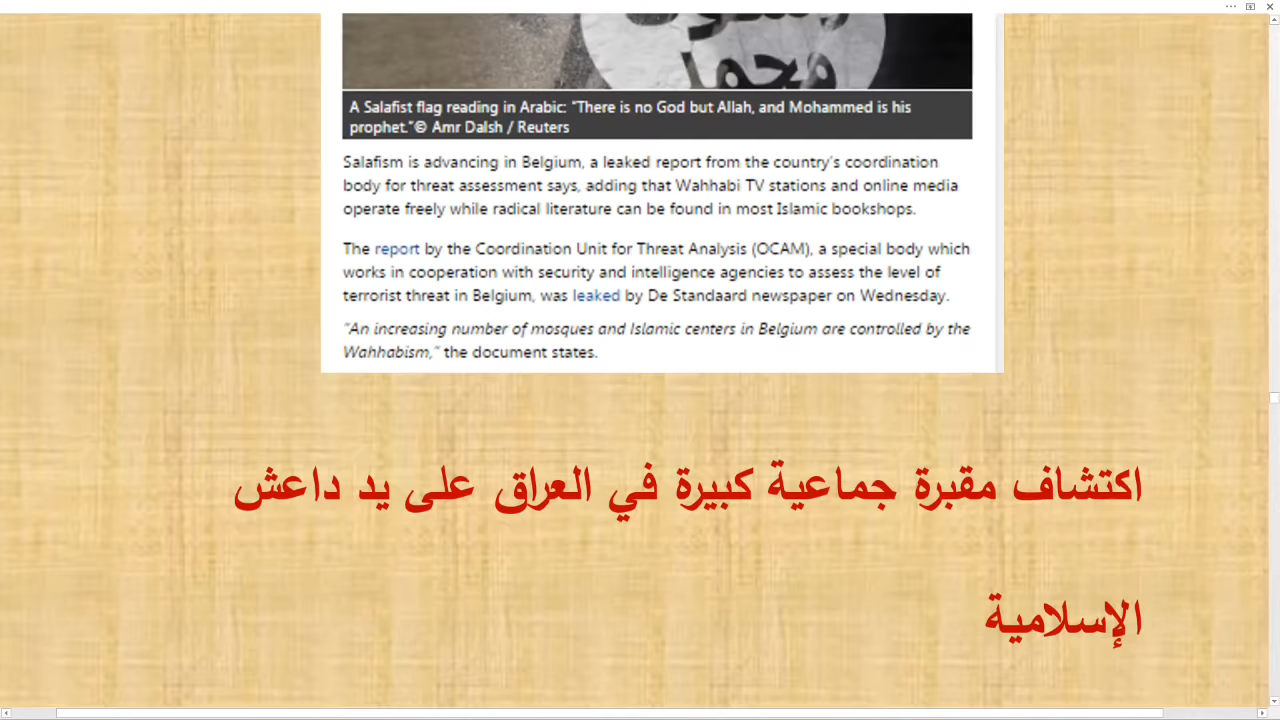 محمد
A Salafist flag reading in Arabic: "There is no God but Allah, and Mohammed is his
prophet."© Amr Dalsh / Reuters
Salafism is advancing in Belgium, a leaked report from the country's coordination
body for threat assessment says, adding that Wahhabi TV stations and online media
operate freely while radical literature can be found in most Islamic bookshops.
The report by the Coordination Unit for Threat Analysis (OCAM), a special body which
works in cooperation with security and intelligence agencies to assess the level of
terrorist threat in Belgium, was leaked by De Standaard newspaper on Wednesday.
"An increasing number of mosques and Islamic centers in Belgium are controlled by the
Wahhabism," the document states.
اكتشاف مقبرة جماعية كبيرة في العراق على يد داعش
الإسلامية